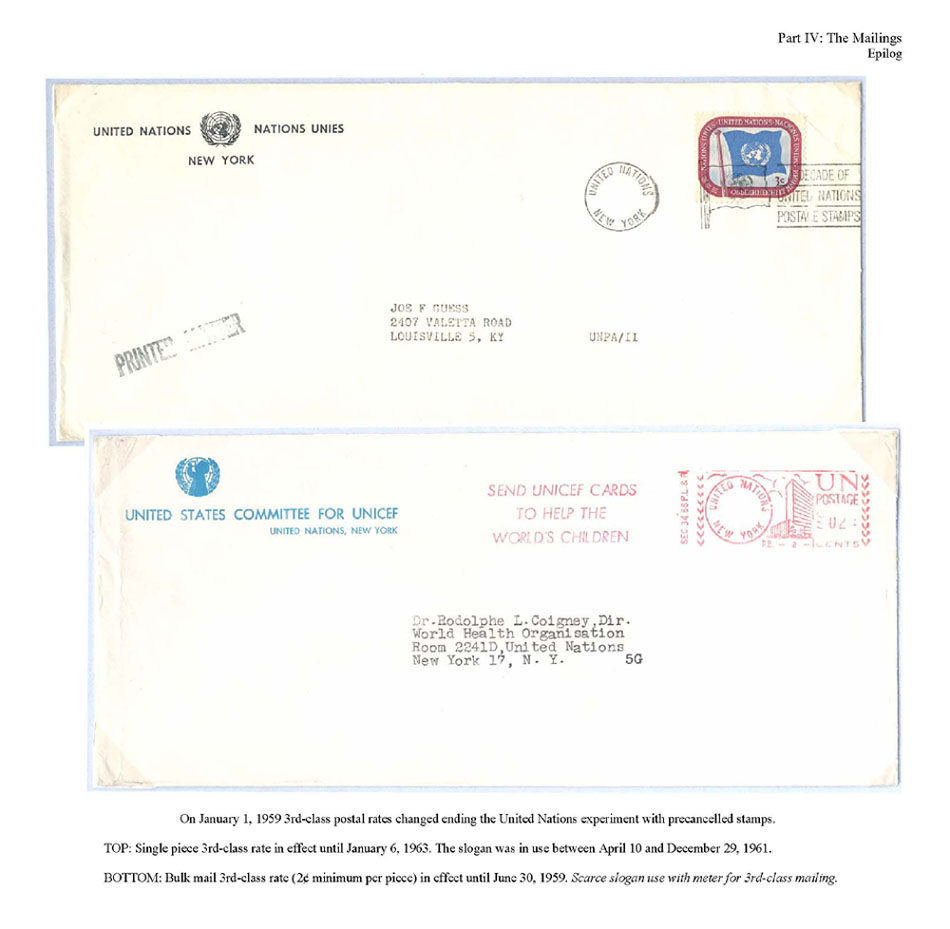 Part IV: The Mailings
Epilog
UNITED NATIONS NATIONS UNIES
NEW YORK
UNITED NATIONS
NEW YORK
UNITED NATIONS
3c
DECADE OF
UNITED NATIONS
POSTAGE STAMPS
JOE F GUESS
2407 VALETTA ROAD
LOUISVILLE 5, KY UNPA/II
PRINTED MATTER
UNITED STATES COMMITTEE FOR UNICEF
UNITED NATIONS, NEW YORK
SEND UNICEF CARDS
TO HELP THE
WORLD'S CHILDREN
UNITED NATIONS
NEW YORK
UN
POSTAGE
02
CENTS
Dr.Rodolphe L.Coigney,Dir.
World Health Organisation
Room 2241D,United Nations
New York 17, N. Y. 5G
On January 1, 1959 3rd-class postal rates changed ending the United Nations experiment with precancelled stamps.
TOP: Single piece 3rd-class rate in effect until January 6, 1963. The slogan was in use between April 10 and December 29, 1961.
BOTTOM: Bulk mail 3rd-class rate (2¢ minimum per piece) in effect until June 30, 1959. Scarce slogan use with meter for 3rd-class mailing.